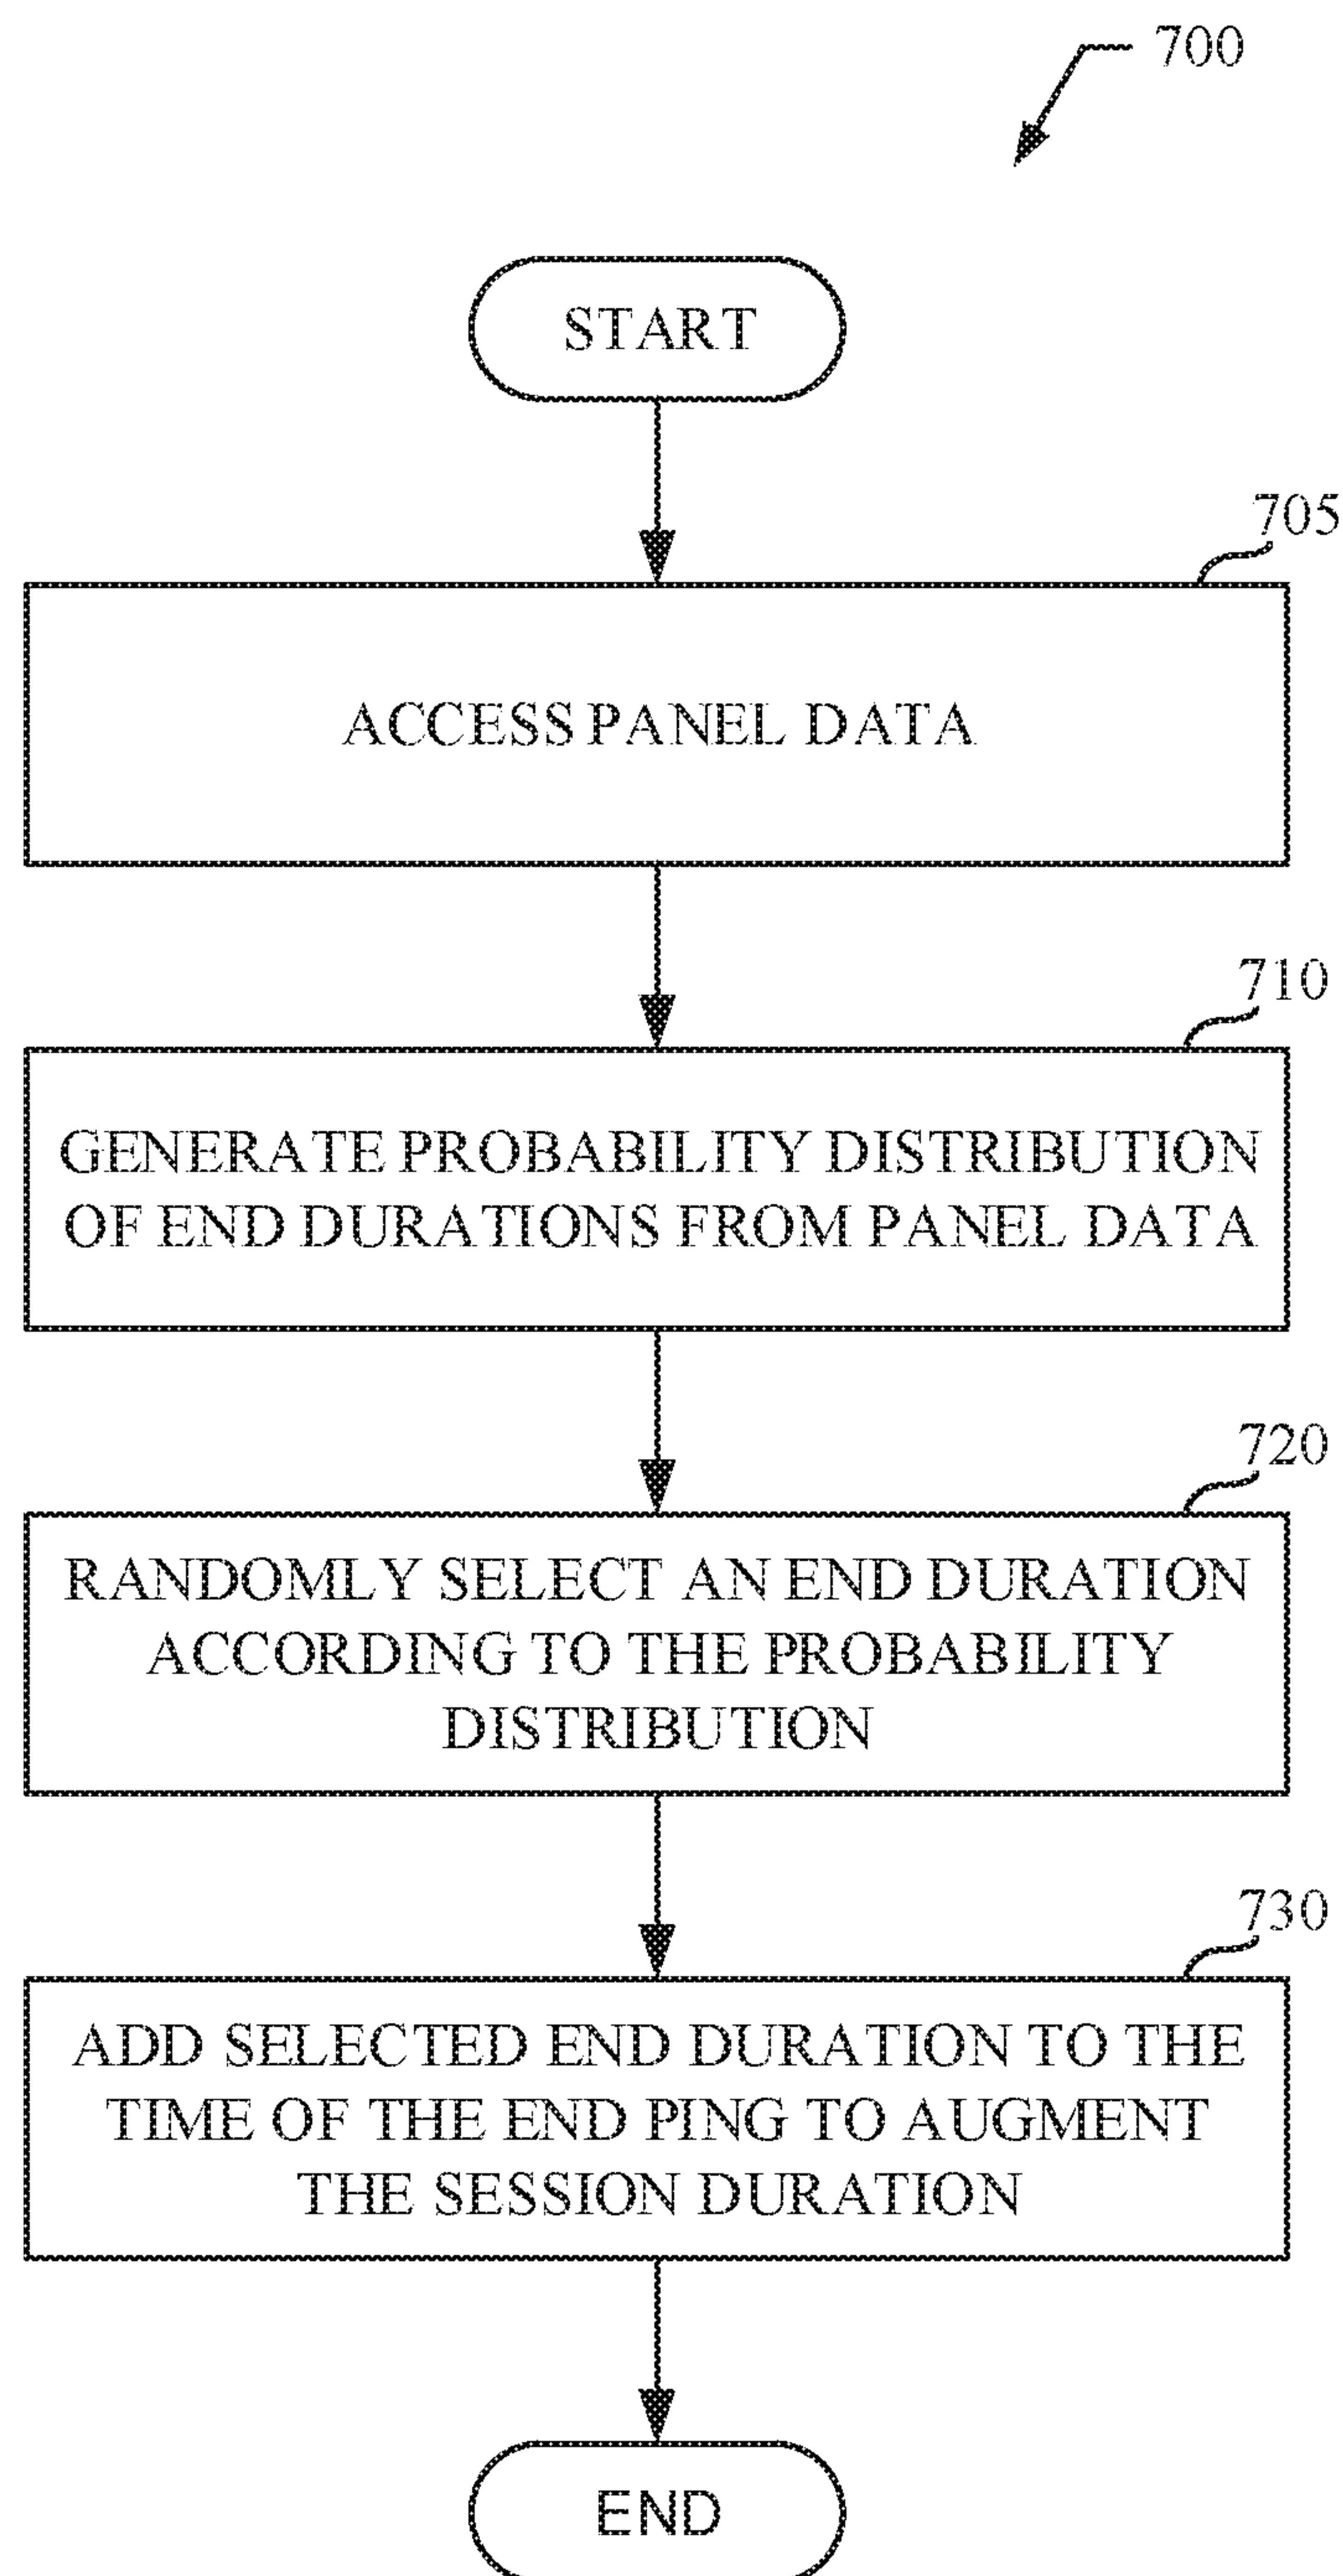 700
START
705
ACCESS PANEL DATA
710
GENERATE PROBABILITY DISTRIBUTION
OF END DURATIONS FROM PANEL DATA
720
RANDOMLY SELECT AN END DURATION
ACCORDING TO THE PROBABILITY
DISTRIBUTION
730
ADD SELECTED END DURATION TO THE
TIME OF THE END PING TO AUGMENT
THE SESSION DURATION
END